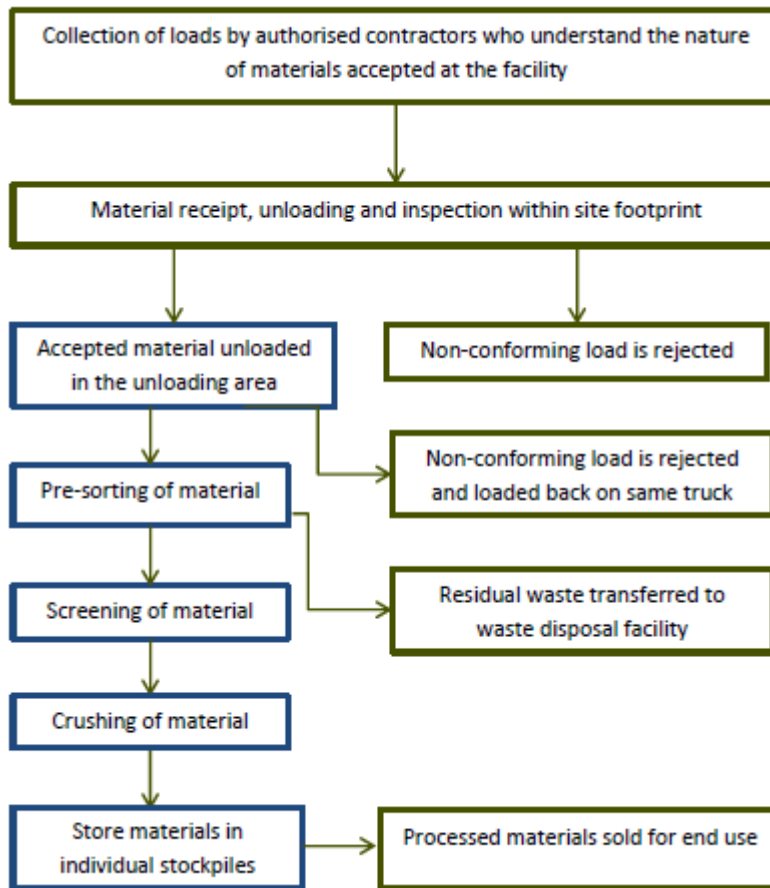 Collection of loads by authorised contractors who understand the nature
of materials accepted at the facility
Material receipt, unloading and inspection within site footprint
Accepted material unloaded
in the unloading area
Non-conforming load is rejected
Non-conforming load is rejected
and loaded back on same truck
Pre-sorting of material
Residual waste transferred to
waste disposal facility
Screening of material
Crushing of material
Store materials in
individual stockpiles
Processed materials sold for end use